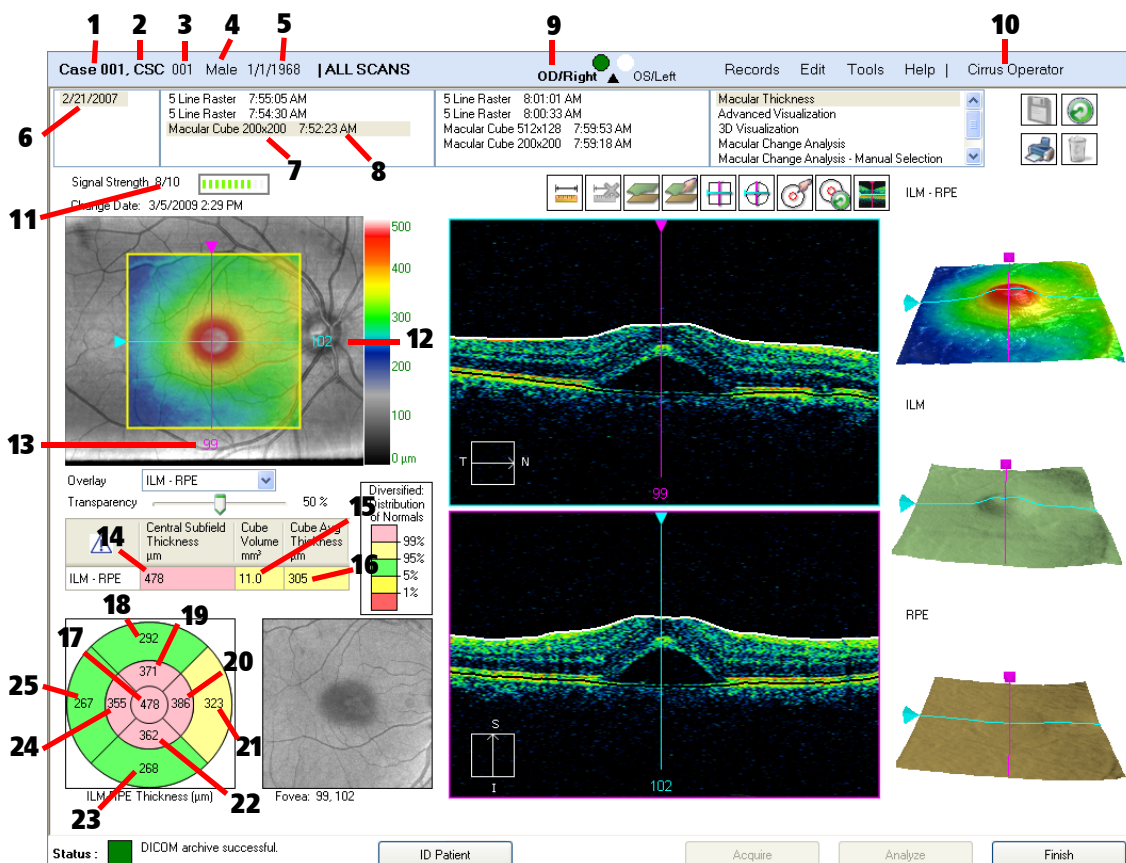 1 2 3 4 5 9 10
Case 001, CSC 001 Male 1/1/1968 | ALL SCANS OD/Right OS/Left Records Edit Tools Help | Cirrus Operator
2/21/2007
6
5 Line Raster 7:55:05 AM
5 Line Raster 7:54:30 AM
Macular Cube 200x200 7:52:23 AM
7 8
5 Line Raster 8:01:01 AM
5 Line Raster 8:00:33 AM
Macular Cube 512x128 7:59:53 AM
Macular Cube 200x200 7:59:18 AM
Macular Thickness
Advanced Visualization
3D Visualization
Macular Change Analysis
Macular Change Analysis - Manual Selection
Signal Strength 8/10
11
Change Date: 3/5/2009 2:29 PM
500
400
300
200
100
0 µm
102
12
99
13
Overlay ILM - RPE
Transparency 50 %
14
Central Subfield Thickness µm
Cube Volume mm³
Cube Avg Thickness µm
15
16
ILM - RPE 478 11.0 305
Diversified:
Distribution
of Normals
99%
95%
5%
1%
17 18 19 20 21 22 23 24 25
292
371
267 355 478 386 323
362
268
ILM-RPE Thickness (µm)
Fovea: 99, 102
T N
99
S
I
102
ILM - RPE
ILM
RPE
Status : DICOM archive successful.
ID Patient
Acquire
Analyze
Finish